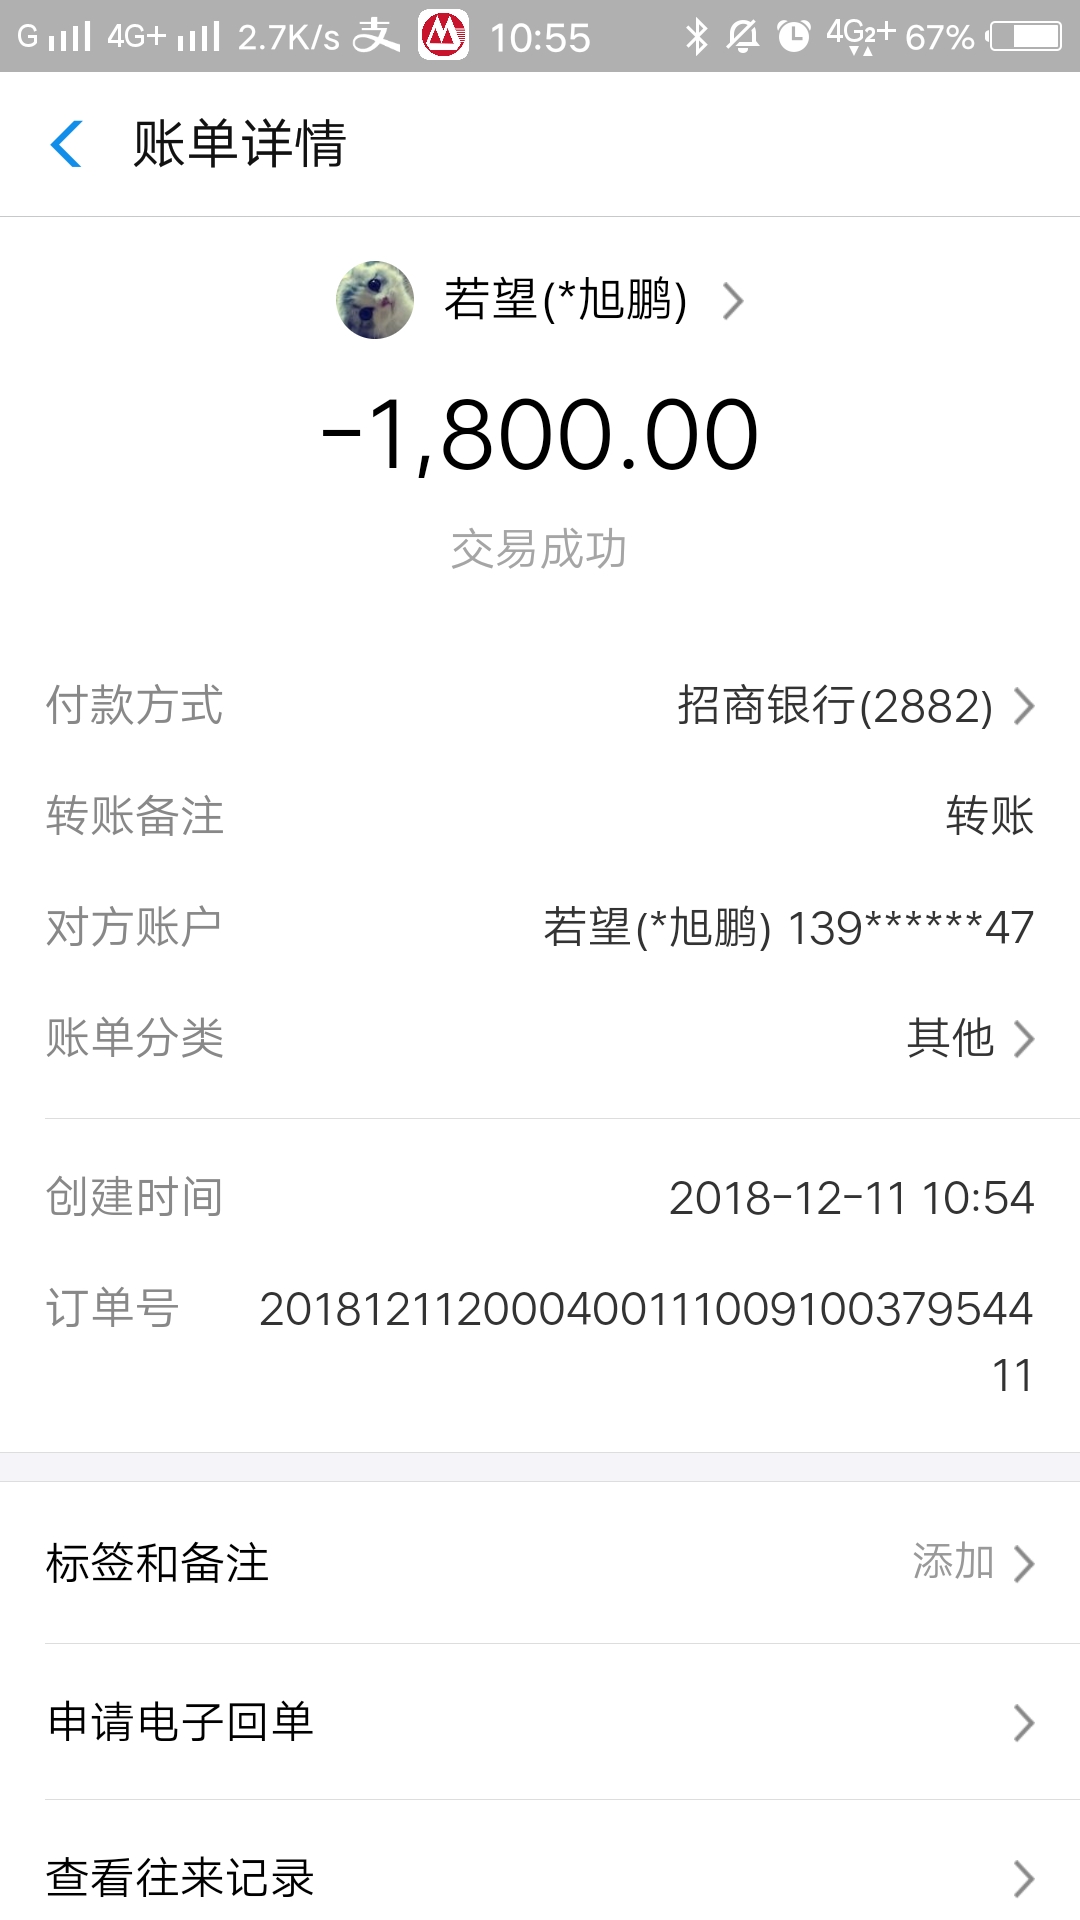 G 4G+ 2.7K/s 支 10:55 4G2+ 67%
账单详情
若望(*旭鹏)
-1,800.00
交易成功
付款方式 招商银行(2882)
转账备注 转账
对方账户 若望(*旭鹏) 139******47
账单分类 其他
创建时间 2018-12-11 10:54
订单号 201812112000400111009100379544
11
标签和备注 添加
申请电子回单
查看往来记录